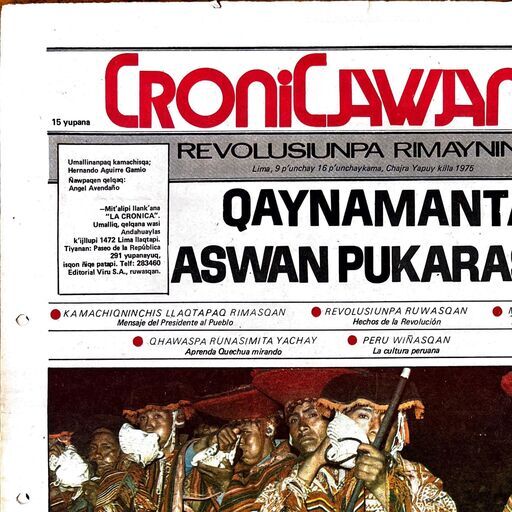 15 yupana
CRONICAWAN
REVOLUSIUNPA RIMAYNIN
Lima, 9 p'unchay 16 p'unchaykama, Chajra Yapuy killa 1975
Umallinanpaq kamachisqa;
Hernando Aguirre Gamio
Ñawpaqen qelqaq:
Angel Avendaño
—Mit'alipi llank'ana
"LA CRONICA".
Umalliq, qelqana wasi
Andahuaylas
k'ijllupi 1472 Lima llaqtapi.
Tiyanan: Paseo de la República
291 yupanayuq,
isqon ñiqe patapi. Telf: 283460
Editorial Viru S.A., ruwasqan.
QAYNAMANTA
ASWAN PUKARAS
KAMACHIQNINCHIS LLAQTAPAQ RIMASQAN
Mensaje del Presidente al Pueblo
REVOLUSIUNPA RUWASQAN
Hechos de la Revolución
QHAWASPA RUNASIMITA YACHAY
Aprenda Quechua mirando
PERU WIÑASQAN
La cultura peruana